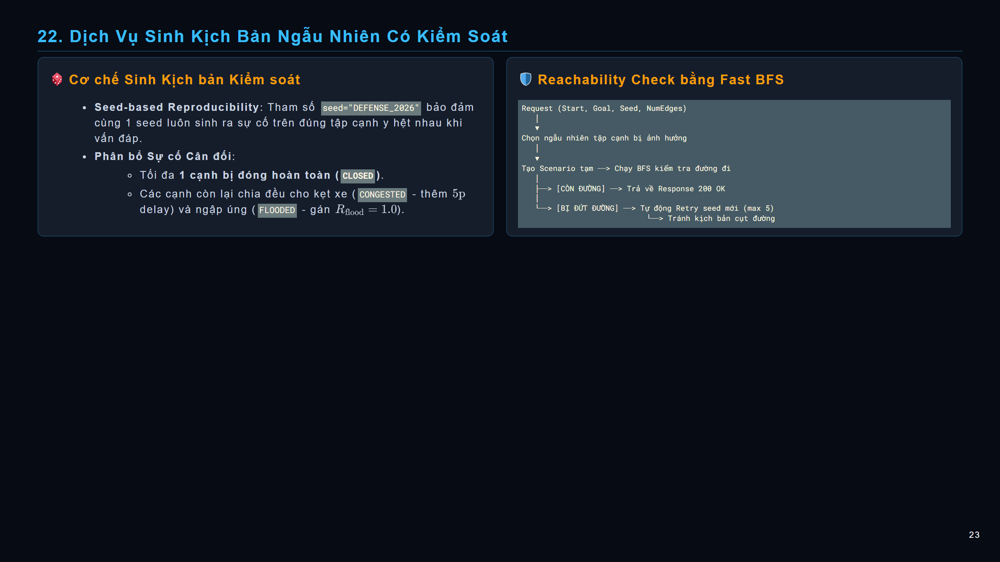 22. Dịch Vụ Sinh Kịch Bản Ngẫu Nhiên Có Kiểm Soát
🎲 Cơ chế Sinh Kịch bản Kiểm soát
• Seed-based Reproducibility: Tham số seed="DEFENSE_2026" bảo đảm
cùng 1 seed luôn sinh ra sự cố trên đúng tập cạnh y hệt nhau khi
vấn đáp.
• Phân bổ Sự cố Cân đối:
◦ Tối đa 1 cạnh bị đóng hoàn toàn (CLOSED).
◦ Các cạnh còn lại chia đều cho kẹt xe (CONGESTED - thêm 5p
delay) và ngập úng (FLOODED - gán R_flood = 1.0).
🛡️ Reachability Check bằng Fast BFS
Request (Start, Goal, Seed, NumEdges)
│
▼
Chọn ngẫu nhiên tập cạnh bị ảnh hưởng
│
▼
Tạo Scenario tạm ──> Chạy BFS kiểm tra đường đi
│
├──> [CÒN ĐƯỜNG] ──> Trả về Response 200 OK
│
└──> [BỊ ĐỨT ĐƯỜNG] ──> Tự động Retry seed mới (max 5)
└──> Tránh kịch bản cụt đường
23